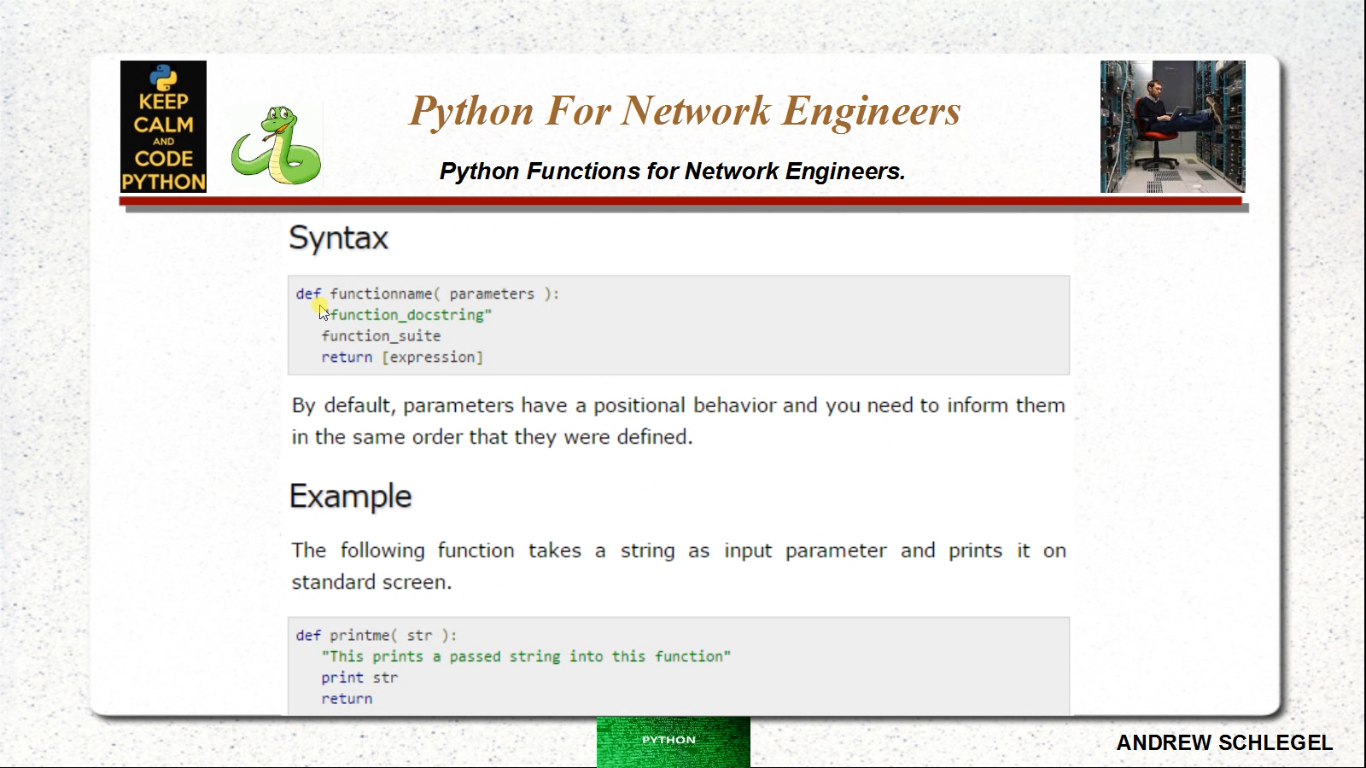 KEEP
CALM
AND
CODE
PYTHON
Python For Network Engineers
Python Functions for Network Engineers.
Syntax
def functionname( parameters ):
"function_docstring"
function_suite
return [expression]
By default, parameters have a positional behavior and you need to inform them
in the same order that they were defined.
Example
The following function takes a string as input parameter and prints it on
standard screen.
def printme( str ):
"This prints a passed string into this function"
print str
return
PYTHON
ANDREW SCHLEGEL